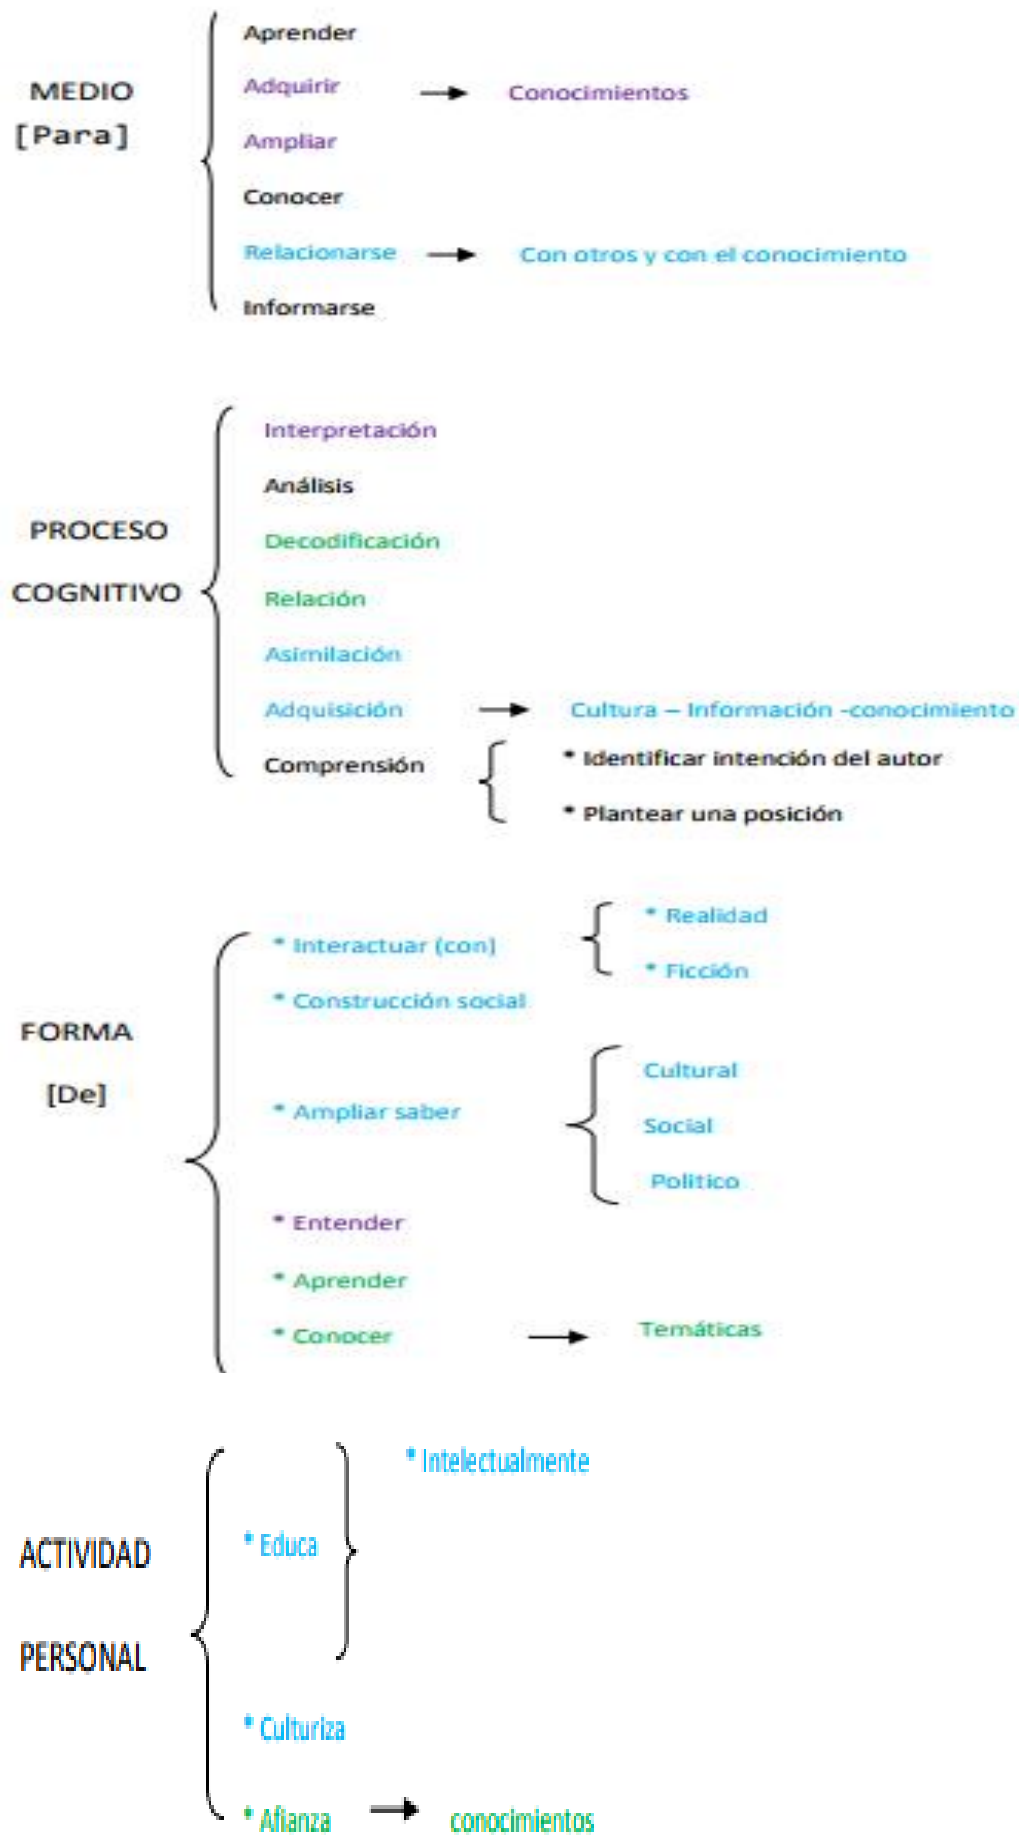 MEDIO
[Para]
Aprender
Adquirir → Conocimientos
Ampliar
Conocer
Relacionarse → Con otros y con el conocimiento
Informarse
PROCESO
COGNITIVO
Interpretación
Análisis
Decodificación
Relación
Asimilación
Adquisición → Cultura – Información -conocimiento
Comprensión
* Identificar intención del autor
* Plantear una posición
FORMA
[De]
* Interactuar (con)
* Realidad
* Ficción
* Construcción social
* Ampliar saber
Cultural
Social
Politico
* Entender
* Aprender
* Conocer → Temáticas
ACTIVIDAD
PERSONAL
* Educa
* Intelectualmente
* Culturiza
* Afianza → conocimientos